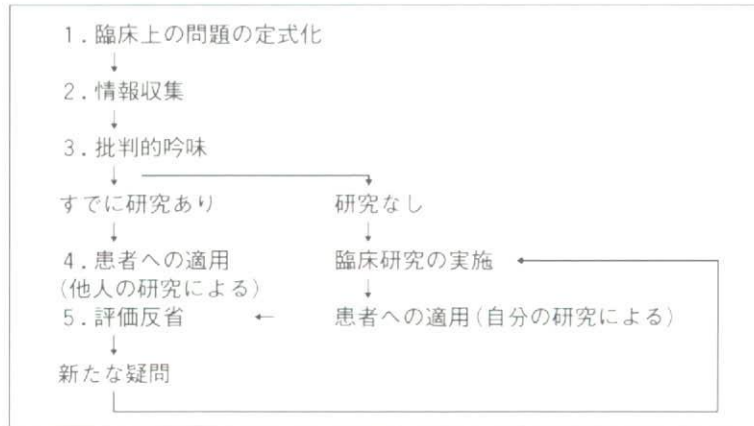 1．臨床上の問題の定式化
2．情報収集
3．批判的吟味
すでに研究あり
研究なし
4．患者への適用
臨床研究の実施
(他人の研究による)
5．評価反省
患者への適用(自分の研究による)
新たな疑問